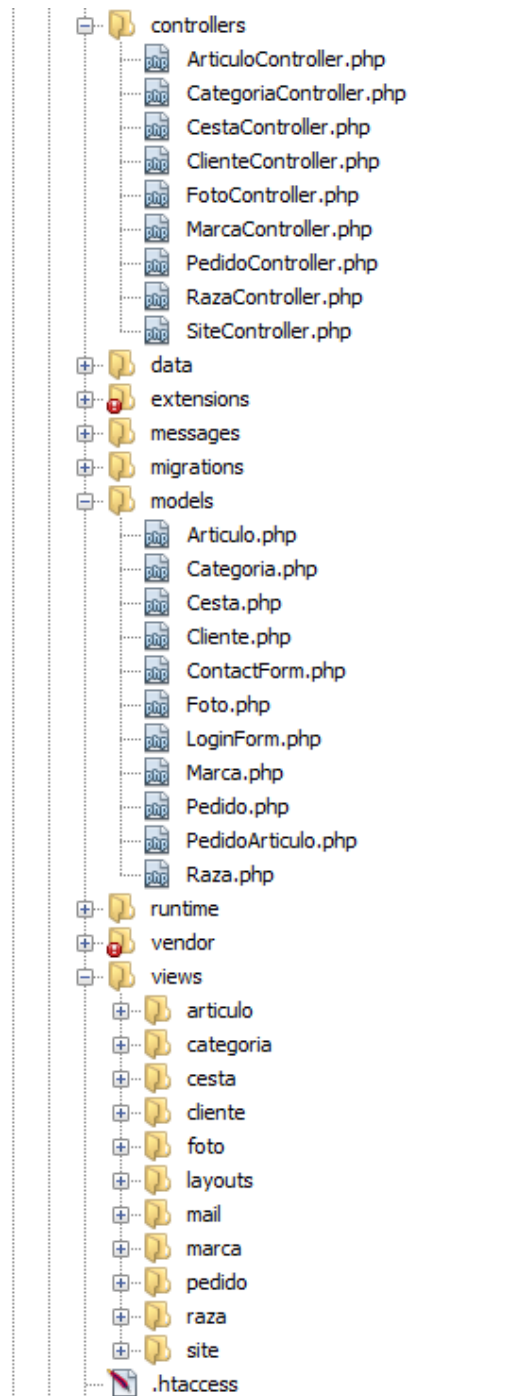 controllers
ArticuloController.php
CategoriaController.php
CestaController.php
ClienteController.php
FotoController.php
MarcaController.php
PedidoController.php
RazaController.php
SiteController.php
data
extensions
messages
migrations
models
Articulo.php
Categoria.php
Cesta.php
Cliente.php
ContactForm.php
Foto.php
LoginForm.php
Marca.php
Pedido.php
PedidoArticulo.php
Raza.php
runtime
vendor
views
articulo
categoria
cesta
cliente
foto
layouts
mail
marca
pedido
raza
site
.htaccess